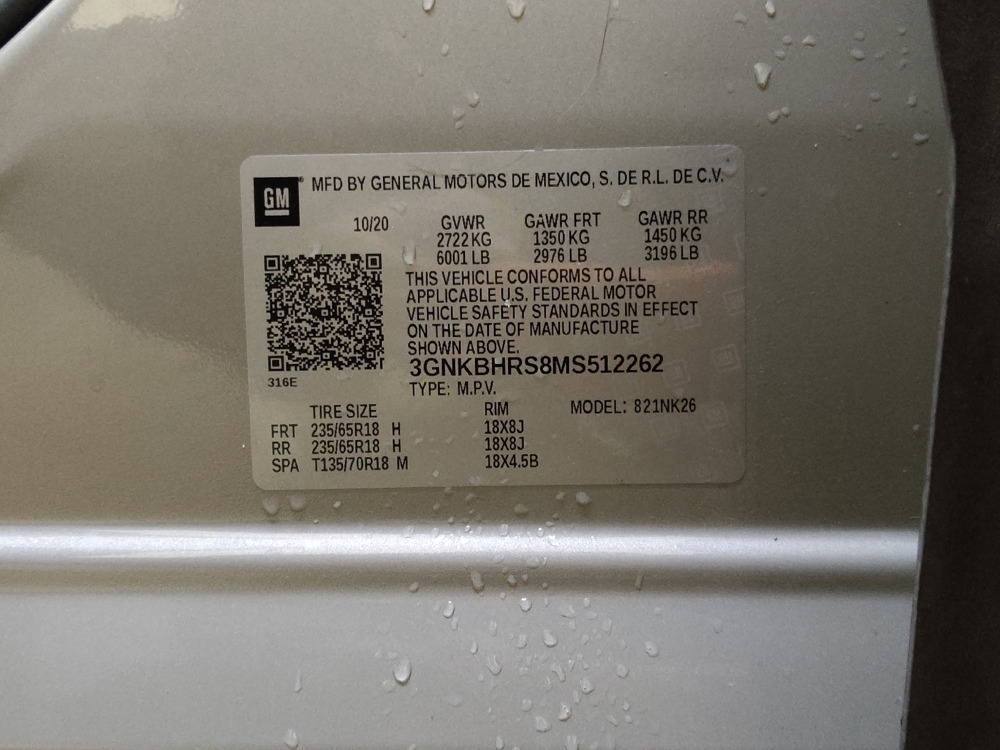 GM® MFD BY GENERAL MOTORS DE MEXICO, S. DE R.L. DE C.V.
10/20 GVWR GAWR FRT GAWR RR
2722 KG 1350 KG 1450 KG
6001 LB 2976 LB 3196 LB
THIS VEHICLE CONFORMS TO ALL
APPLICABLE U.S. FEDERAL MOTOR
VEHICLE SAFETY STANDARDS IN EFFECT
ON THE DATE OF MANUFACTURE
SHOWN ABOVE.
3GNKBHRS8MS512262
316E
TYPE: M.P.V.
TIRE SIZE RIM MODEL: 821NK26
FRT 235/65R18 H 18X8J
RR 235/65R18 H 18X8J
SPA T135/70R18 M 18X4.5B